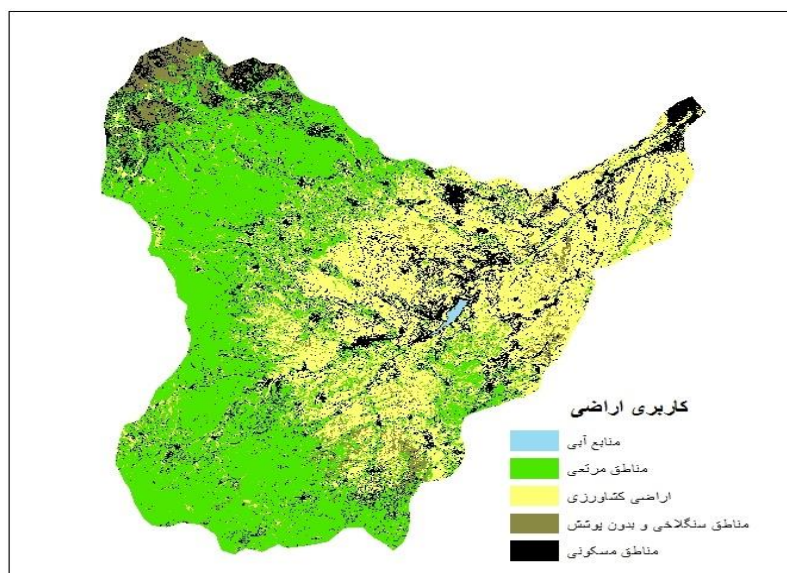 کاربری اراضی
منابع آبی
مناطق مرتعی
اراضی کشاورزی
مناطق سنگلاخی و بدون پوشش
مناطق مسکونی